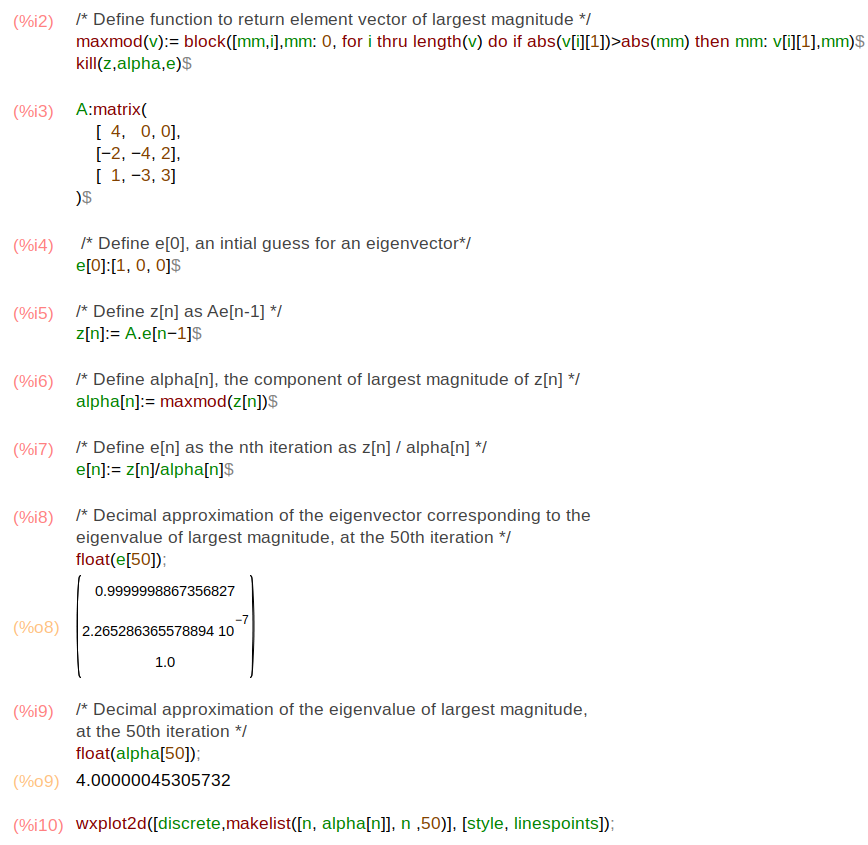 (%i2) /* Define function to return element vector of largest magnitude */
maxmod(v):= block([mm,i],mm: 0, for i thru length(v) do if abs(v[i][1])>abs(mm) then mm: v[i][1],mm)$
kill(z,alpha,e)$
(%i3) A:matrix(
[ 4, 0, 0],
[−2, −4, 2],
[ 1, −3, 3]
)$
(%i4) /* Define e[0], an intial guess for an eigenvector*/
e[0]:[1, 0, 0]$
(%i5) /* Define z[n] as Ae[n-1] */
z[n]:= A.e[n−1]$
(%i6) /* Define alpha[n], the component of largest magnitude of z[n] */
alpha[n]:= maxmod(z[n])$
(%i7) /* Define e[n] as the nth iteration as z[n] / alpha[n] */
e[n]:= z[n]/alpha[n]$
(%i8) /* Decimal approximation of the eigenvector corresponding to the
eigenvalue of largest magnitude, at the 50th iteration */
float(e[50]);
0.9999998867356827
(%o8) 2.265286365578894 10−7
1.0
(%i9) /* Decimal approximation of the eigenvalue of largest magnitude,
at the 50th iteration */
float(alpha[50]);
(%o9) 4.00000045305732
(%i10) wxplot2d([discrete,makelist([n, alpha[n]], n ,50)], [style, linespoints]);